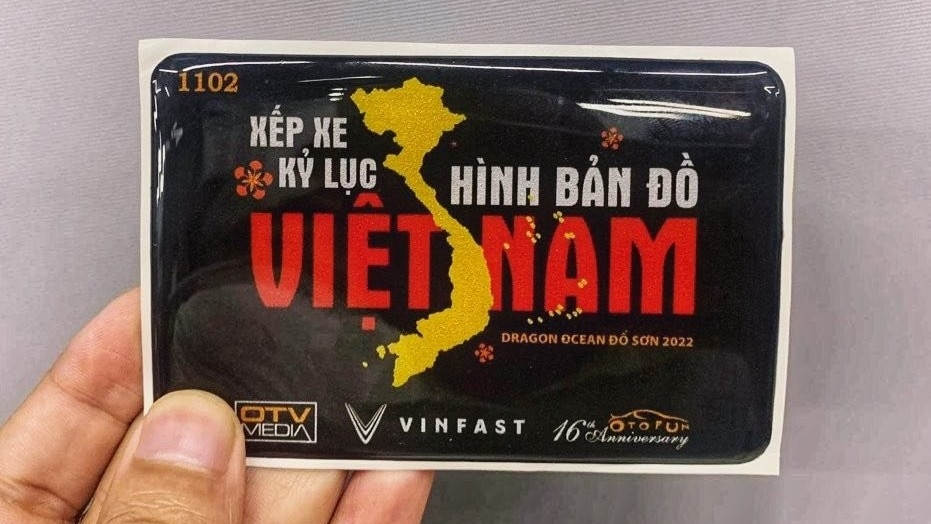 1102
XẾP XE
KỶ LỤC
HÌNH BẢN ĐỒ
VIỆT NAM
DRAGON OCEAN ĐỒ SƠN 2022
OTV
MEDIA
VINFAST
16th OTOFUN
Anniversary